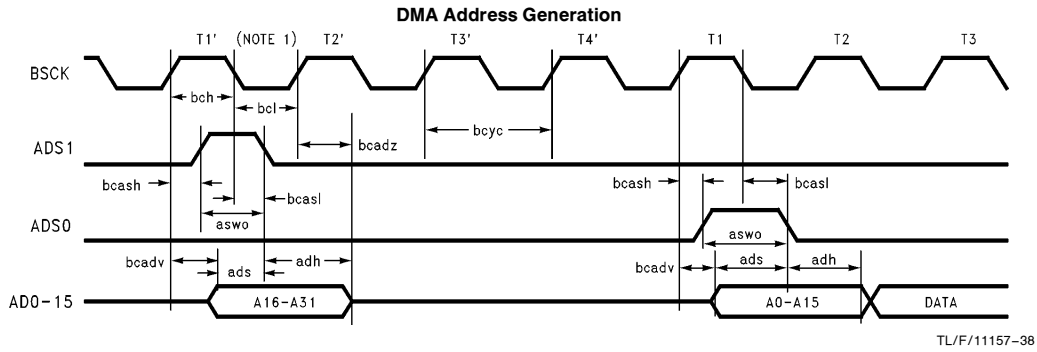 DMA Address Generation
T1' (NOTE 1) T2' T3' T4' T1 T2 T3
BSCK
bch bcl
bcyc
bcadz
ADS1
bcash bcasl bcash bcasl
aswo
ADS0
aswo
bcadv ads adh bcadv ads adh
AD0-15 A16-A31 A0-A15 DATA
TL/F/11157-38